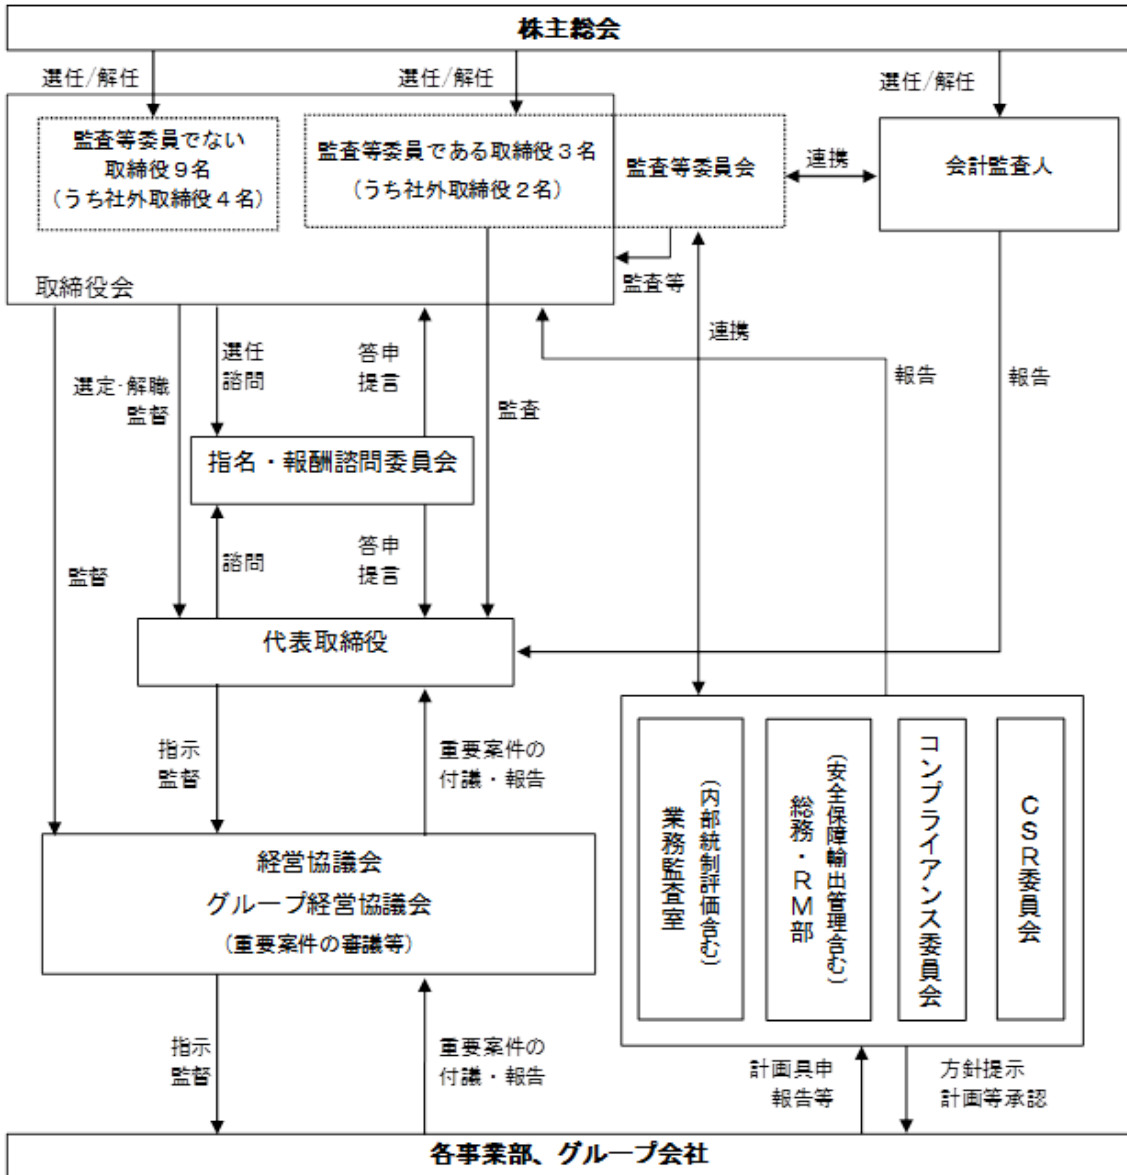 株主総会
選任/解任
選任/解任
選任/解任
監査等委員でない
取締役9名
(うち社外取締役4名)
監査等委員である取締役3名
(うち社外取締役2名)
監査等委員会
連携
会計監査人
取締役会
監査等
選任
諮問
答申
提言
連携
報告
報告
選定・解職
監督
監査
指名・報酬諮問委員会
監督
諮問
答申
提言
代表取締役
指示
監督
重要案件の
付議・報告
経営協議会
グループ経営協議会
(重要案件の審議等)
業務監査室
(内部統制評価含む)
総務・RM部
(安全保障輸出管理含む)
コンプライアンス委員会
CSR委員会
指示
監督
重要案件の
付議・報告
計画具申
報告等
方針提示
計画等承認
各事業部、グループ会社